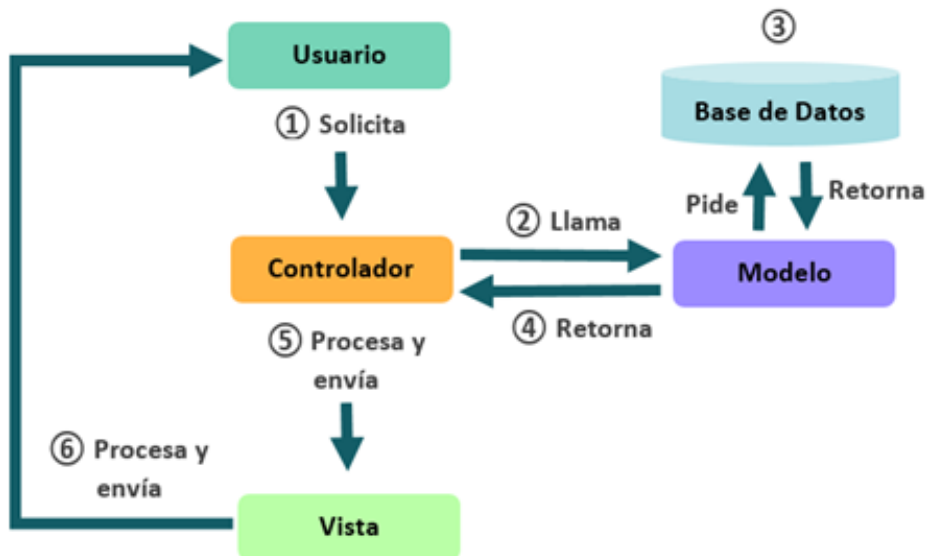 Usuario
① Solicita
Controlador
② Llama
③
Base de Datos
Pide
Retorna
Modelo
④ Retorna
⑤ Procesa y
envía
Vista
⑥ Procesa y
envía